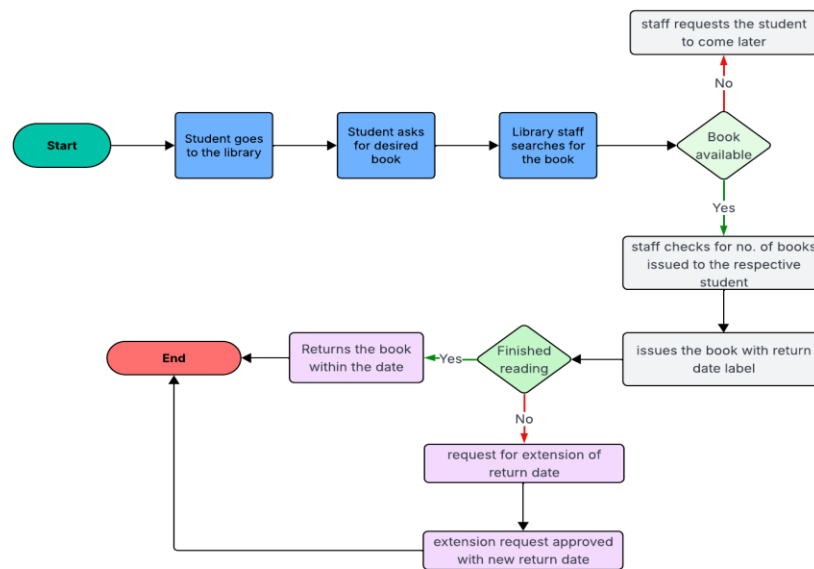 staff requests the student
to come later
No
Start
Student goes
to the library
Student asks
for desired
book
Library staff
searches for
the book
Book
available
Yes
staff checks for no. of books
issued to the respective
student
issues the book with return
date label
Finished
reading
Yes
Returns the book
within the date
End
No
request for extension of
return date
extension request approved
with new return date